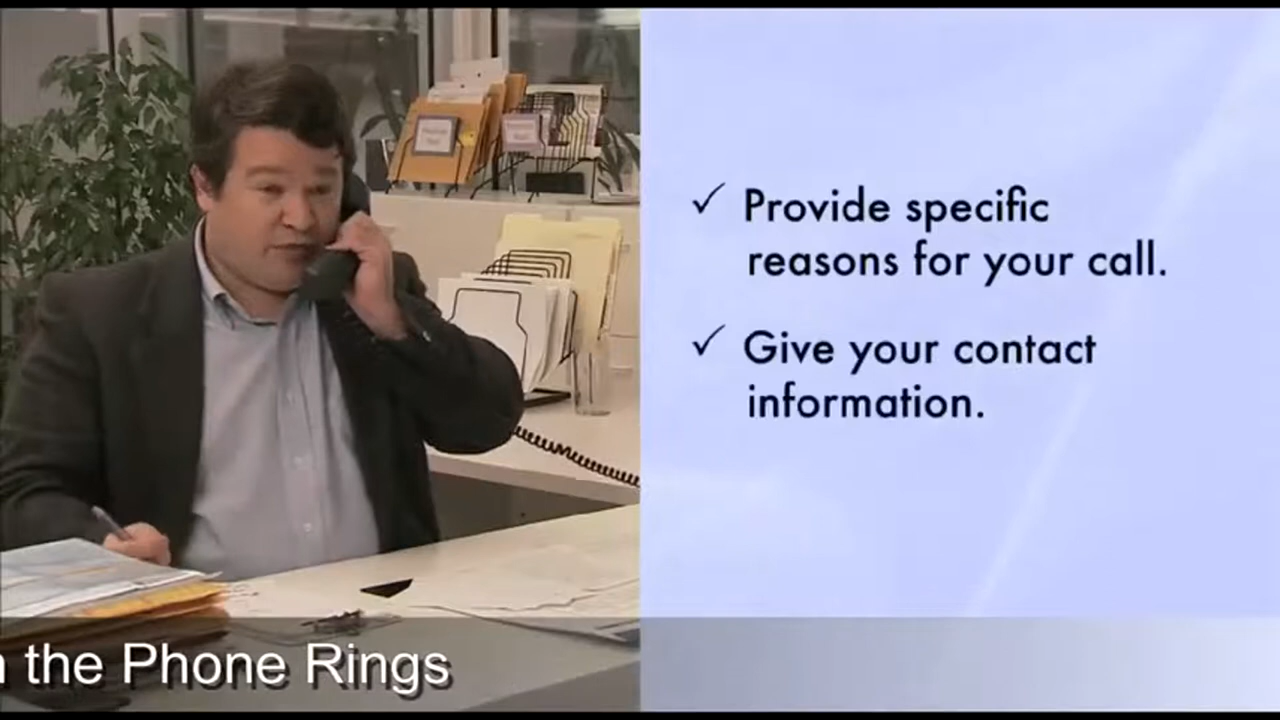 Provide specific
reasons for your call.
Give your contact
information.
the Phone Rings